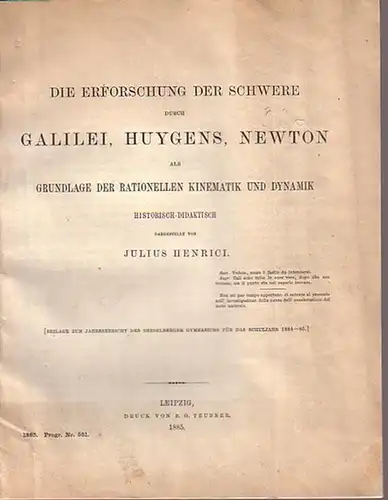 DIE ERFORSCHUNG DER SCHWERE
DURCH
GALILEI, HUYGENS, NEWTON
ALS
GRUNDLAGE DER RATIONELLEN KINEMATIK UND DYNAMIK
HISTORISCH-DIDAKTISCH
DARGESTELLT VON
JULIUS HENRICI.
[BEILAGE ZUM JAHRESBERICHT DES HEIDELBERGER GYMNASIUMS FÜR DAS SCHULJAHR 1884—85.]
LEIPZIG,
DRUCK VON B. G. TEUBNER.
1885.
1885. Progr. Nr. 551.